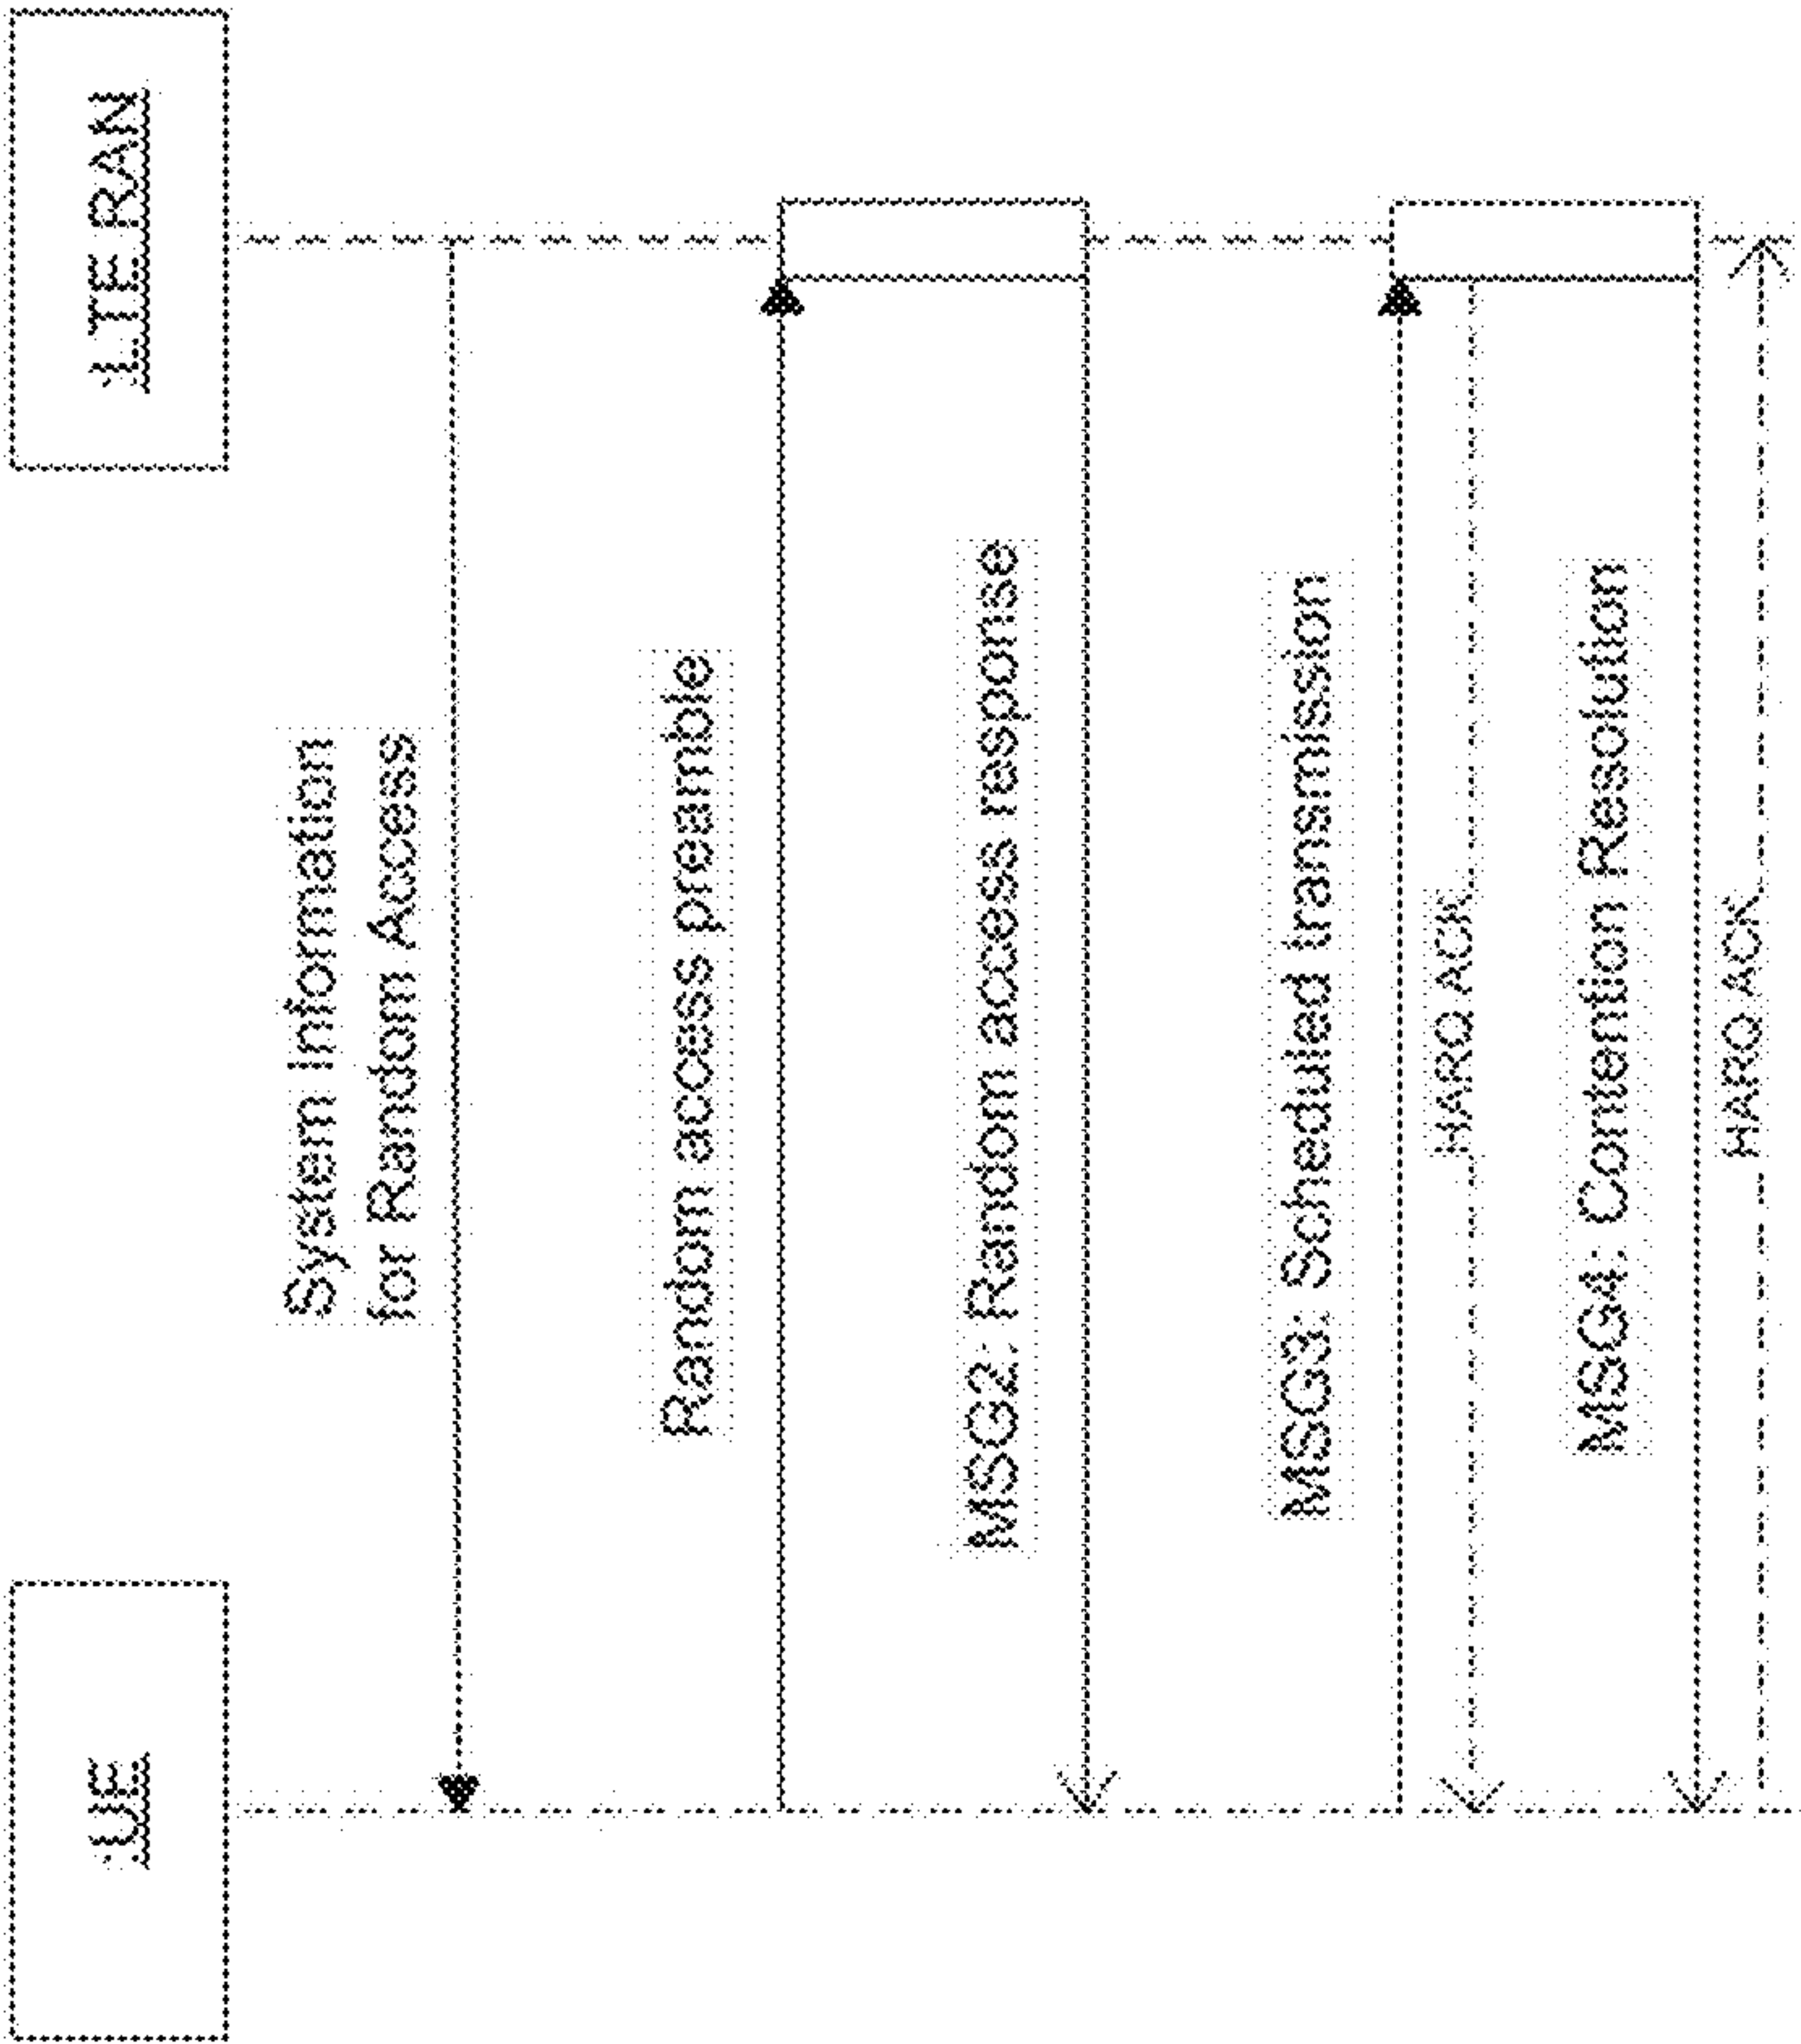 UE
LTE RAN
System Information
for Random Access
Random access preamble
MSG2: Random access response
MSG3: Scheduled transmission
HARQ ACK
MSG4: Contention Resolution
HARQ ACK